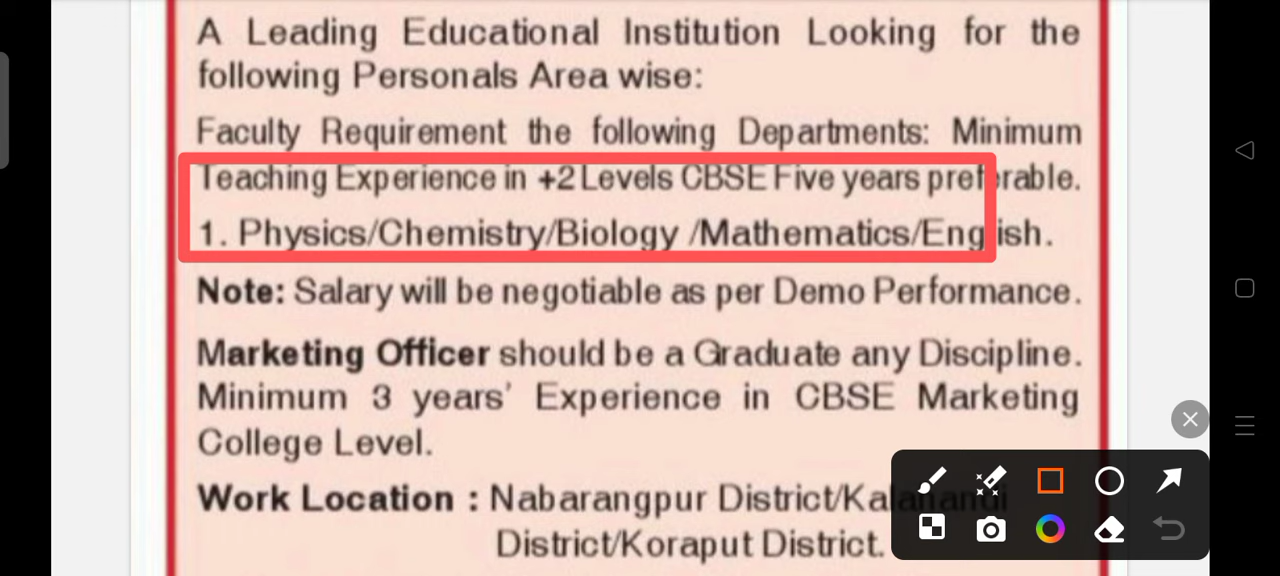 A Leading Educational Institution Looking for the
following Personals Area wise:
Faculty Requirement the following Departments: Minimum
Teaching Experience in +2 Levels CBSE Five years preferable.
1. Physics/Chemistry/Biology /Mathematics/English.
Note: Salary will be negotiable as per Demo Performance.
Marketing Officer should be a Graduate any Discipline.
Minimum 3 years' Experience in CBSE Marketing
College Level.
Work Location : Nabarangpur District/Kalahandi
District/Koraput District.